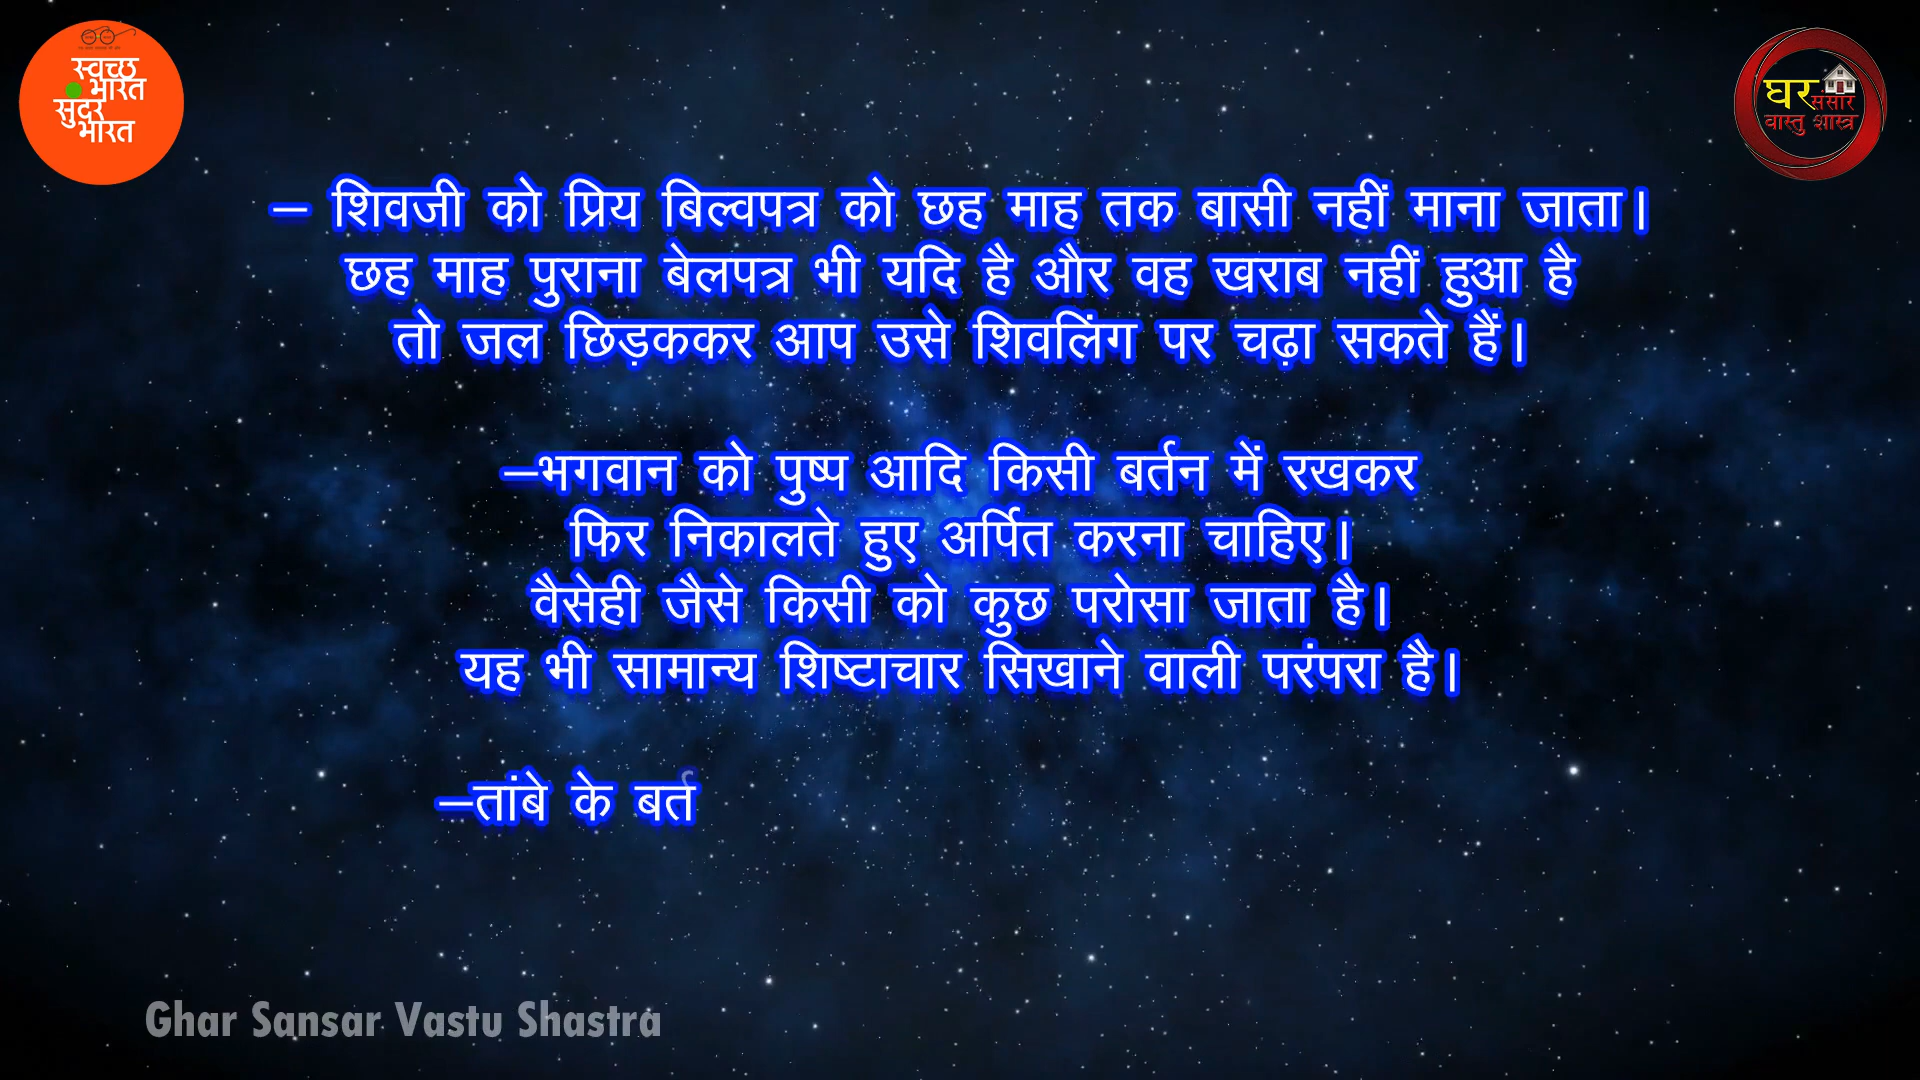 स्वच्छ
भारत
सुंदर
भारत
घर
संसार
वास्तु शास्त्र
– शिवजी को प्रिय बिल्वपत्र को छह माह तक बासी नहीं माना जाता।
छह माह पुराना बेलपत्र भी यदि है और वह खराब नहीं हुआ है
तो जल छिड़ककर आप उसे शिवलिंग पर चढ़ा सकते हैं।
–भगवान को पुष्प आदि किसी बर्तन में रखकर
फिर निकालते हुए अर्पित करना चाहिए।
वैसेही जैसे किसी को कुछ परोसा जाता है।
यह भी सामान्य शिष्टाचार सिखाने वाली परंपरा है।
–तांबे के बर्त
Ghar Sansar Vastu Shastra